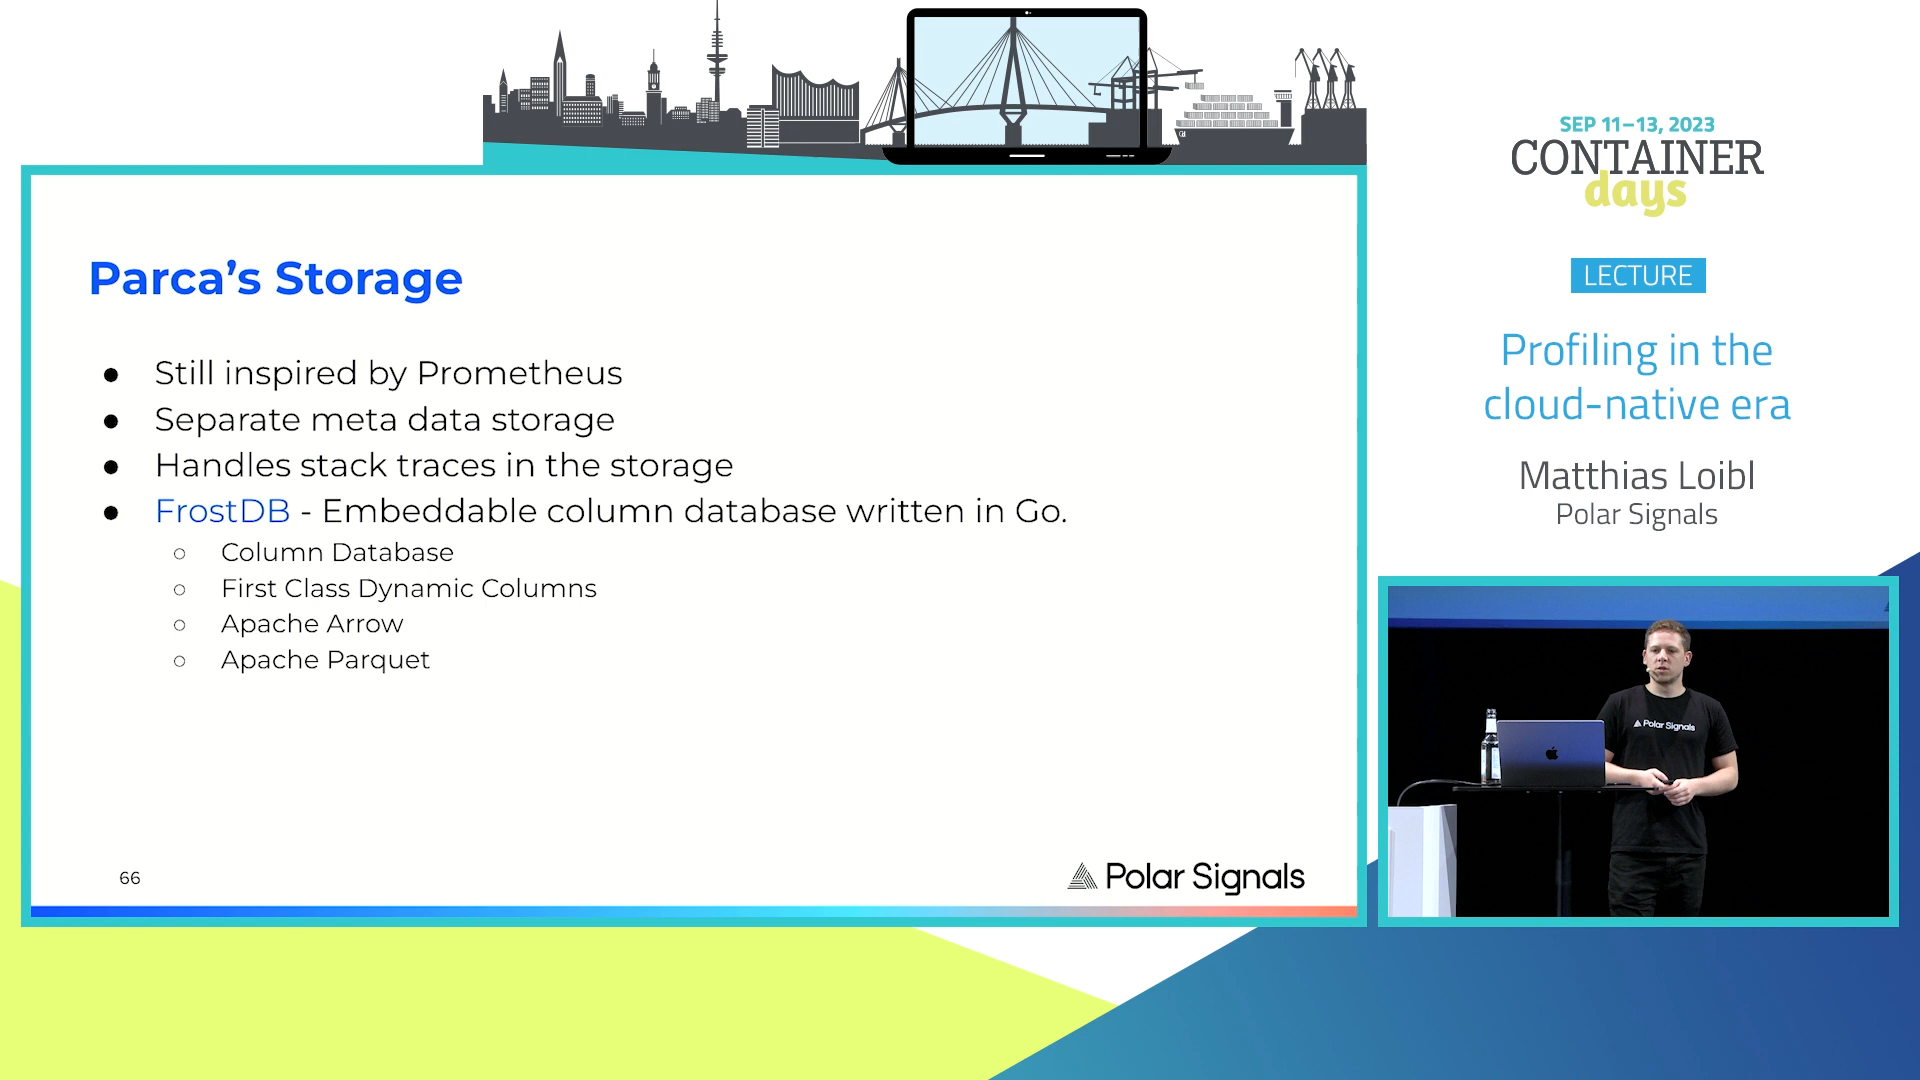 SEP 11–13, 2023
CONTAINER
days
LECTURE
Profiling in the
cloud-native era
Matthias Loibl
Polar Signals
Parca’s Storage
● Still inspired by Prometheus
● Separate meta data storage
● Handles stack traces in the storage
● FrostDB - Embeddable column database written in Go.
○ Column Database
○ First Class Dynamic Columns
○ Apache Arrow
○ Apache Parquet
66
Polar Signals
Polar Signals